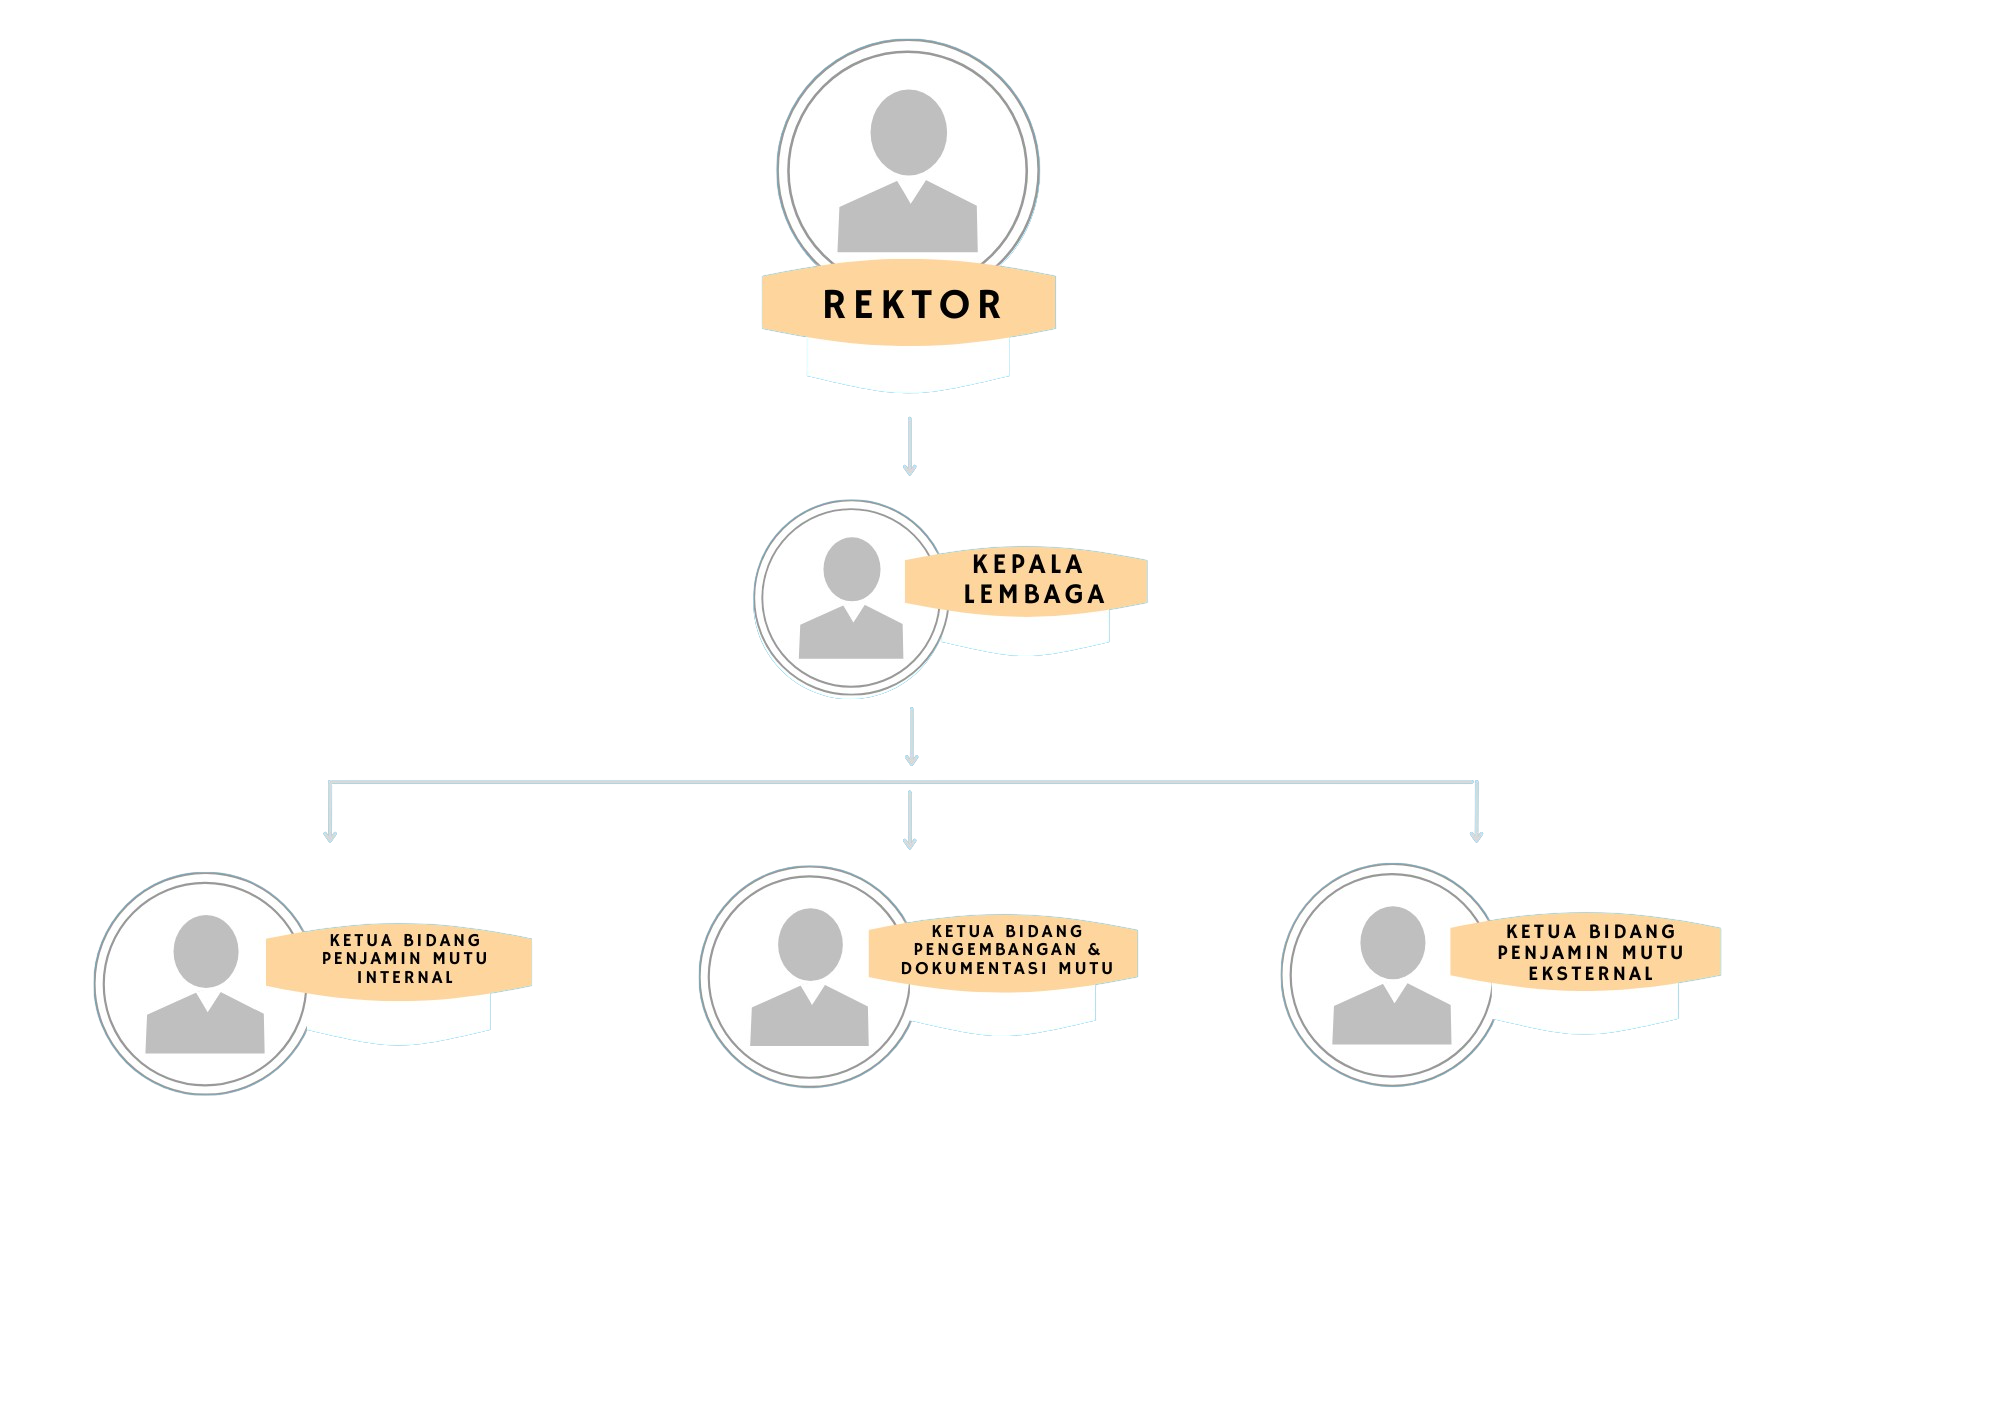 REKTOR
KEPALA
LEMBAGA
KETUA BIDANG
PENJAMIN MUTU
INTERNAL
KETUA BIDANG
PENGEMBANGAN &
DOKUMENTASI MUTU
KETUA BIDANG
PENJAMIN MUTU
EKSTERNAL